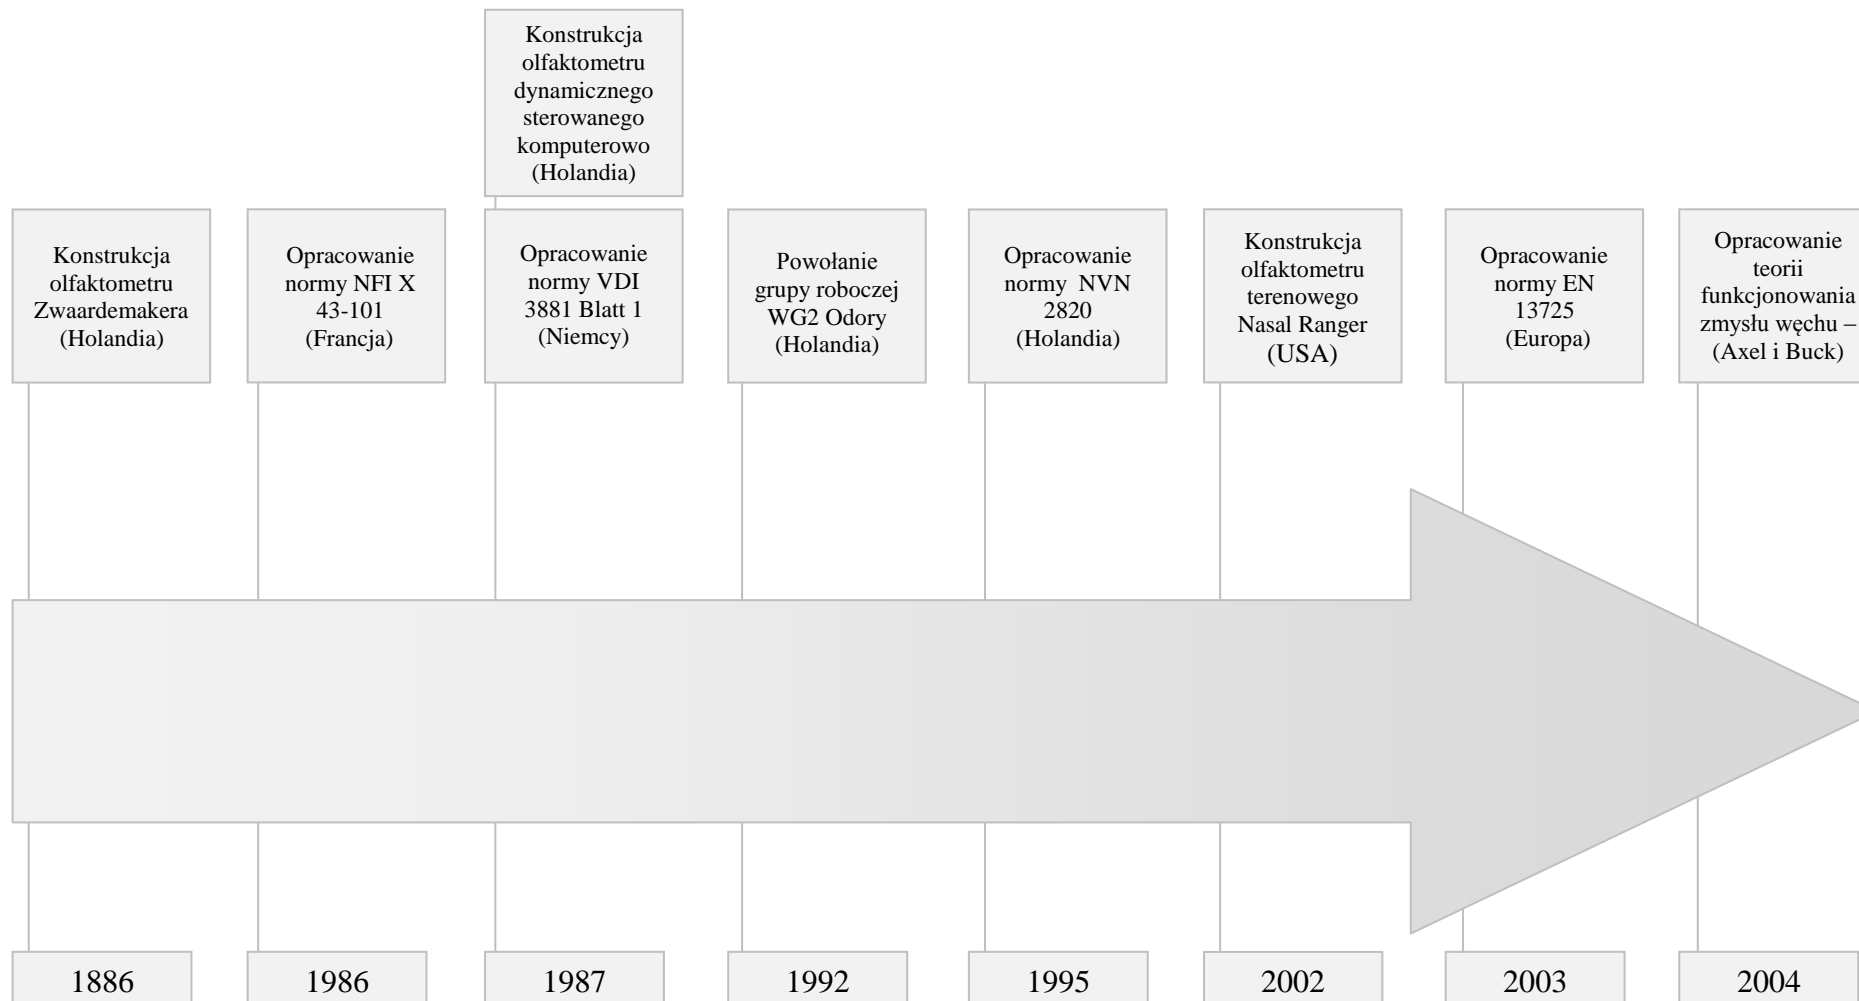 Konstrukcja
olfaktometru
dynamicznego
sterowanego
komputerowo
(Holandia)
Konstrukcja
olfaktometru
Zwaardemakera
(Holandia)
Opracowanie
normy NFI X
43-101
(Francja)
Opracowanie
normy VDI
3881 Blatt 1
(Niemcy)
Powołanie
grupy roboczej
WG2 Odory
(Holandia)
Opracowanie
normy NVN
2820
(Holandia)
Konstrukcja
olfaktometru
terenowego
Nasal Ranger
(USA)
Opracowanie
normy EN
13725
(Europa)
Opracowanie
teorii
funkcjonowania
zmysłu węchu –
(Axel i Buck)
1886
1986
1987
1992
1995
2002
2003
2004